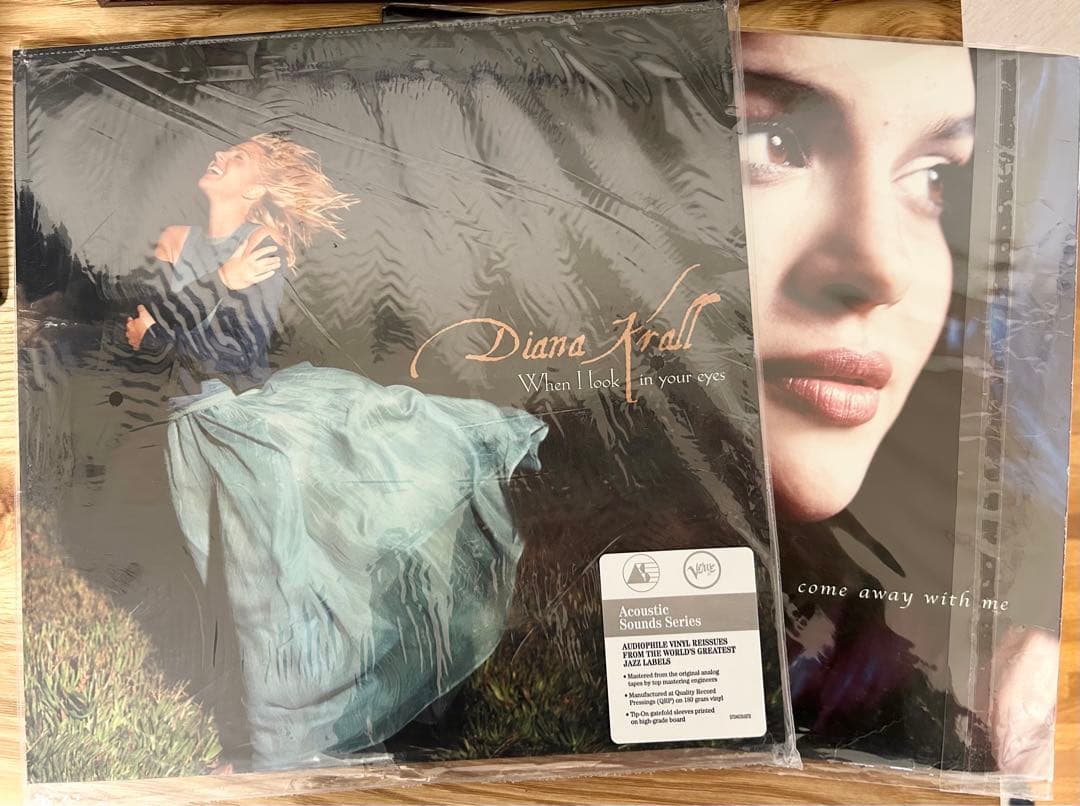 Diana Krall
When I look in your eyes
come away with me
AS
Verve
Acoustic
Sounds Series
AUDIOPHILE VINYL REISSUES
FROM THE WORLD'S GREATEST
JAZZ LABELS
• Mastered from the original analog
tapes by top mastering engineers
• Manufactured at Quality Record
Pressings (QRP) on 180 gram vinyl
• Tip-On gatefold sleeves printed
on high-grade board